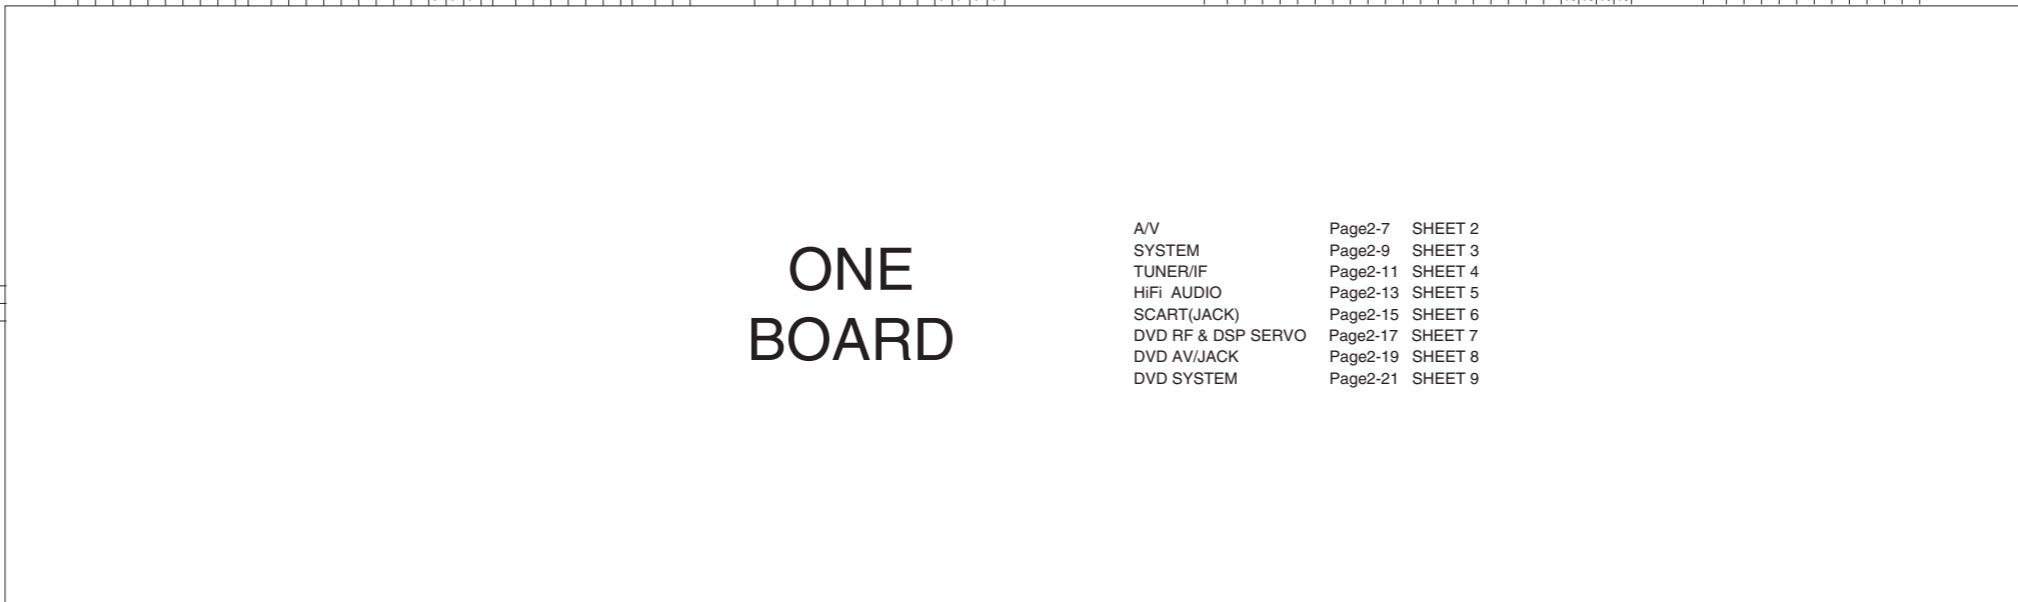 ONE
BOARD
A/V Page2-7 SHEET 2
SYSTEM Page2-9 SHEET 3
TUNER/IF Page2-11 SHEET 4
HiFi AUDIO Page2-13 SHEET 5
SCART(JACK) Page2-15 SHEET 6
DVD RF & DSP SERVO Page2-17 SHEET 7
DVD AV/JACK Page2-19 SHEET 8
DVD SYSTEM Page2-21 SHEET 9